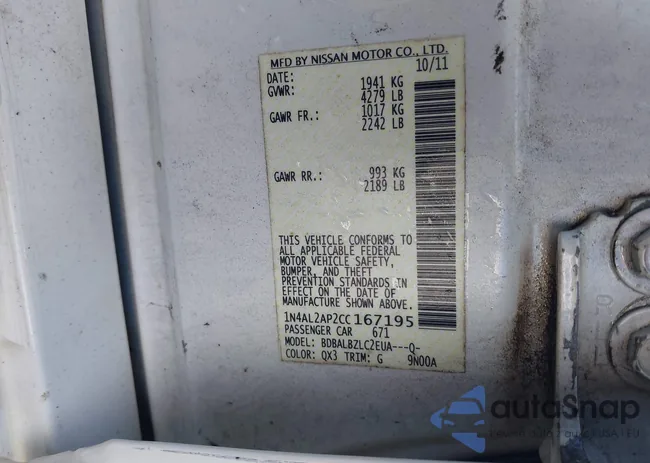 MFD BY NISSAN MOTOR CO., LTD.
DATE: 10/11
GVWR: 1941 KG
4279 LB
GAWR FR.: 1017 KG
2242 LB
GAWR RR.: 993 KG
2189 LB
THIS VEHICLE CONFORMS TO
ALL APPLICABLE FEDERAL
MOTOR VEHICLE SAFETY,
BUMPER, AND THEFT
PREVENTION STANDARDS
IN EFFECT ON THE DATE OF
MANUFACTURE SHOWN ABOVE.
1N4AL2AP2CC167195
PASSENGER CAR 671
MODEL: BDBALBZLC2EUA---Q-
COLOR: QX3 TRIM: G 9N00A
autoSnap